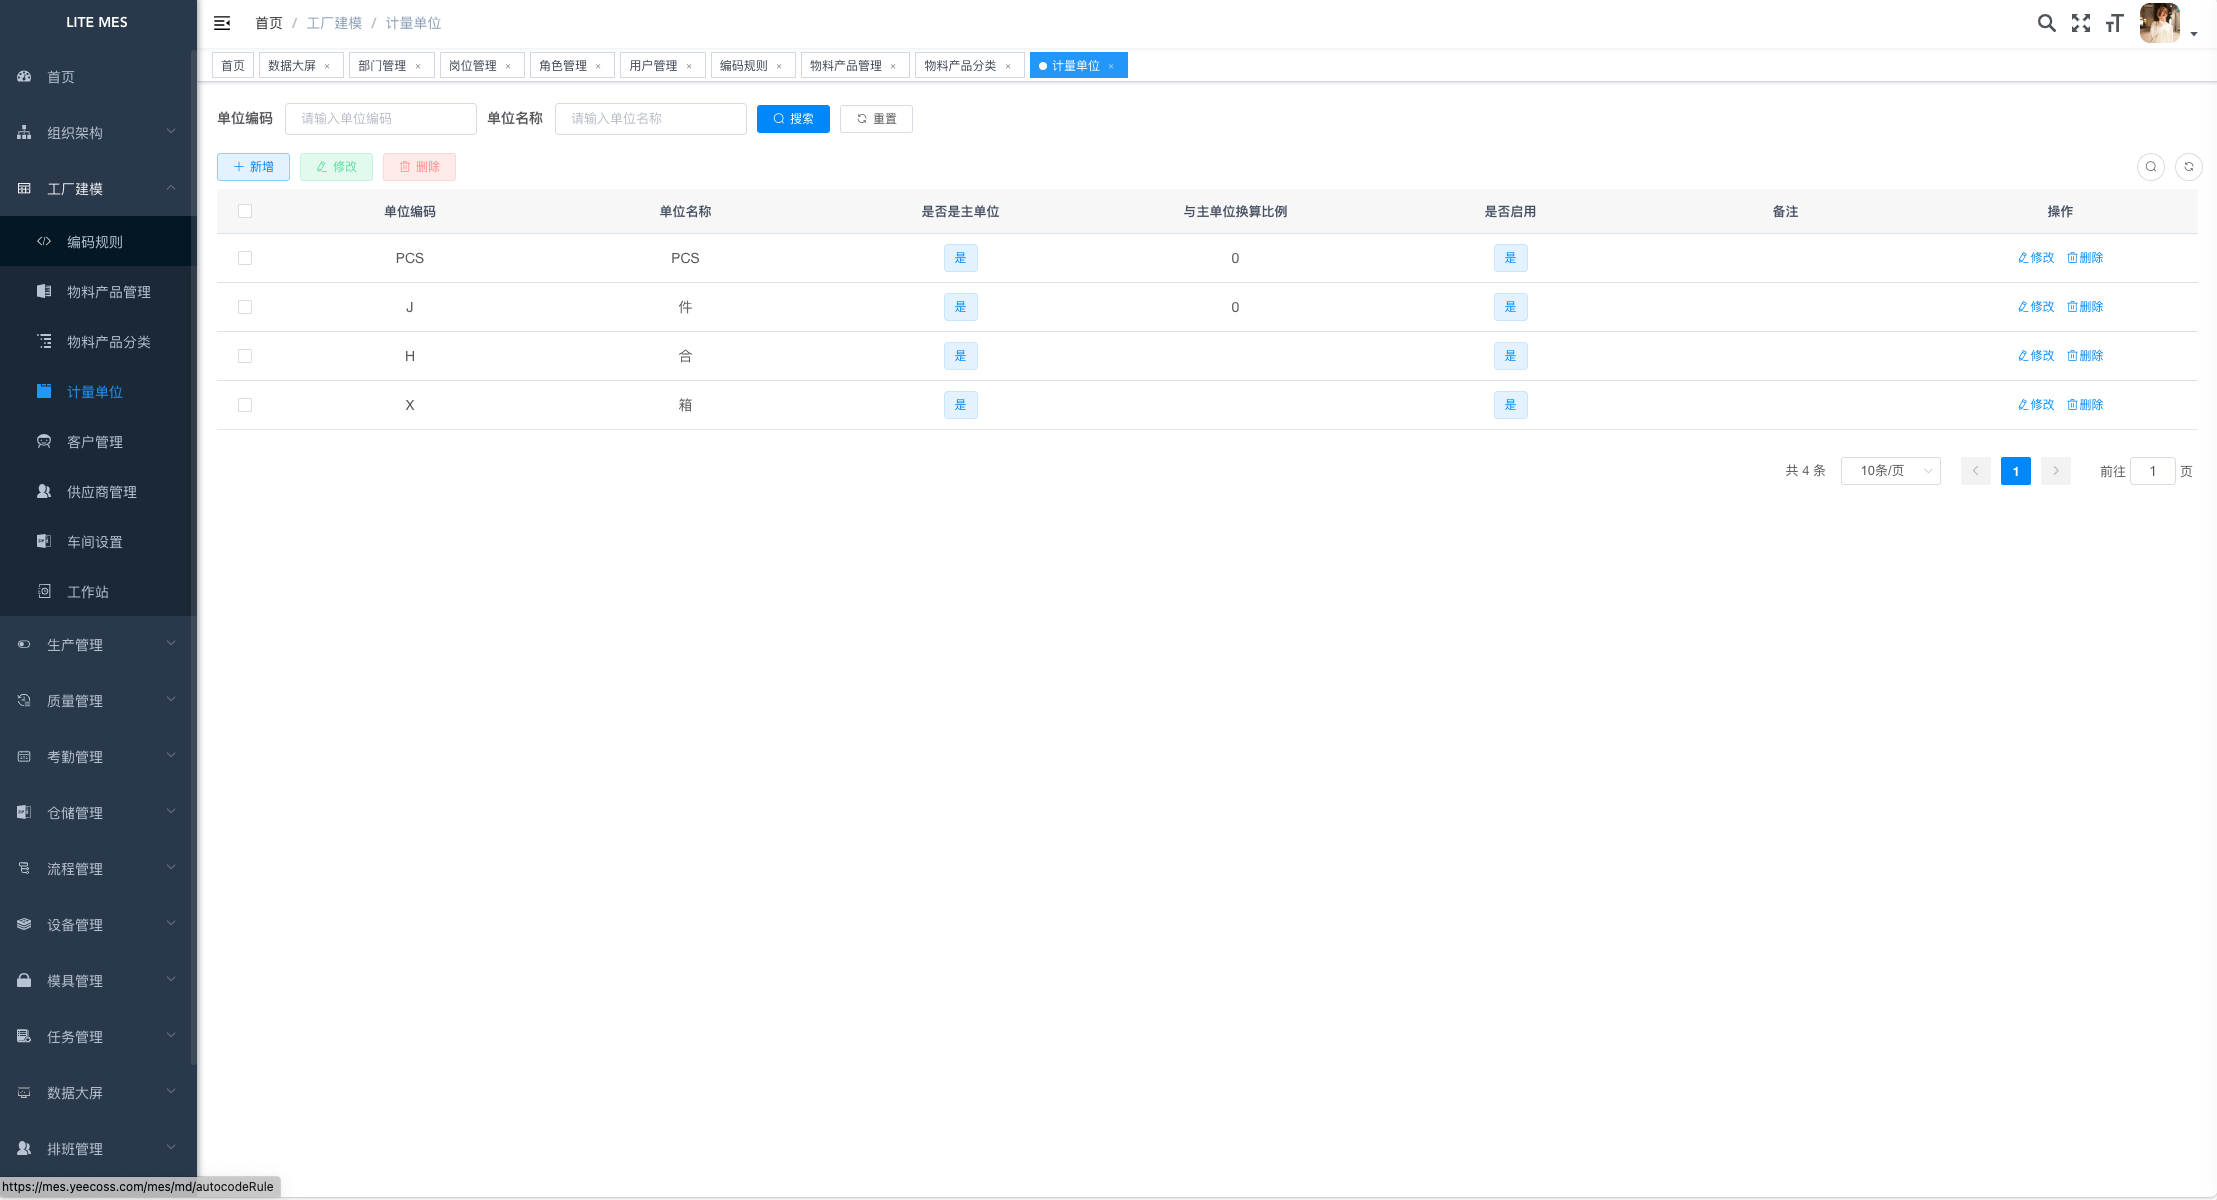 LITE MES
首页
组织架构
工厂建模
编码规则
物料产品管理
物料产品分类
计量单位
客户管理
供应商管理
车间设置
工作站
生产管理
质量管理
考勤管理
仓储管理
流程管理
设备管理
模具管理
任务管理
数据大屏
排班管理
https://mes.yeecoss.com/mes/md/autocodeRule
首页 / 工厂建模 / 计量单位
首页 数据大屏 × 部门管理 × 岗位管理 × 角色管理 × 用户管理 × 编码规则 × 物料产品管理 × 物料产品分类 × 计量单位 ×
单位编码 请输入单位编码 单位名称 请输入单位名称 搜索 重置
新增 修改 删除
单位编码 单位名称 是否是主单位 与主单位换算比例 是否启用 备注 操作
PCS PCS 是 0 是 修改 删除
J 件 是 0 是 修改 删除
H 合 是 是 修改 删除
X 箱 是 是 修改 删除
共 4 条 10条/页 1 前往 1 页